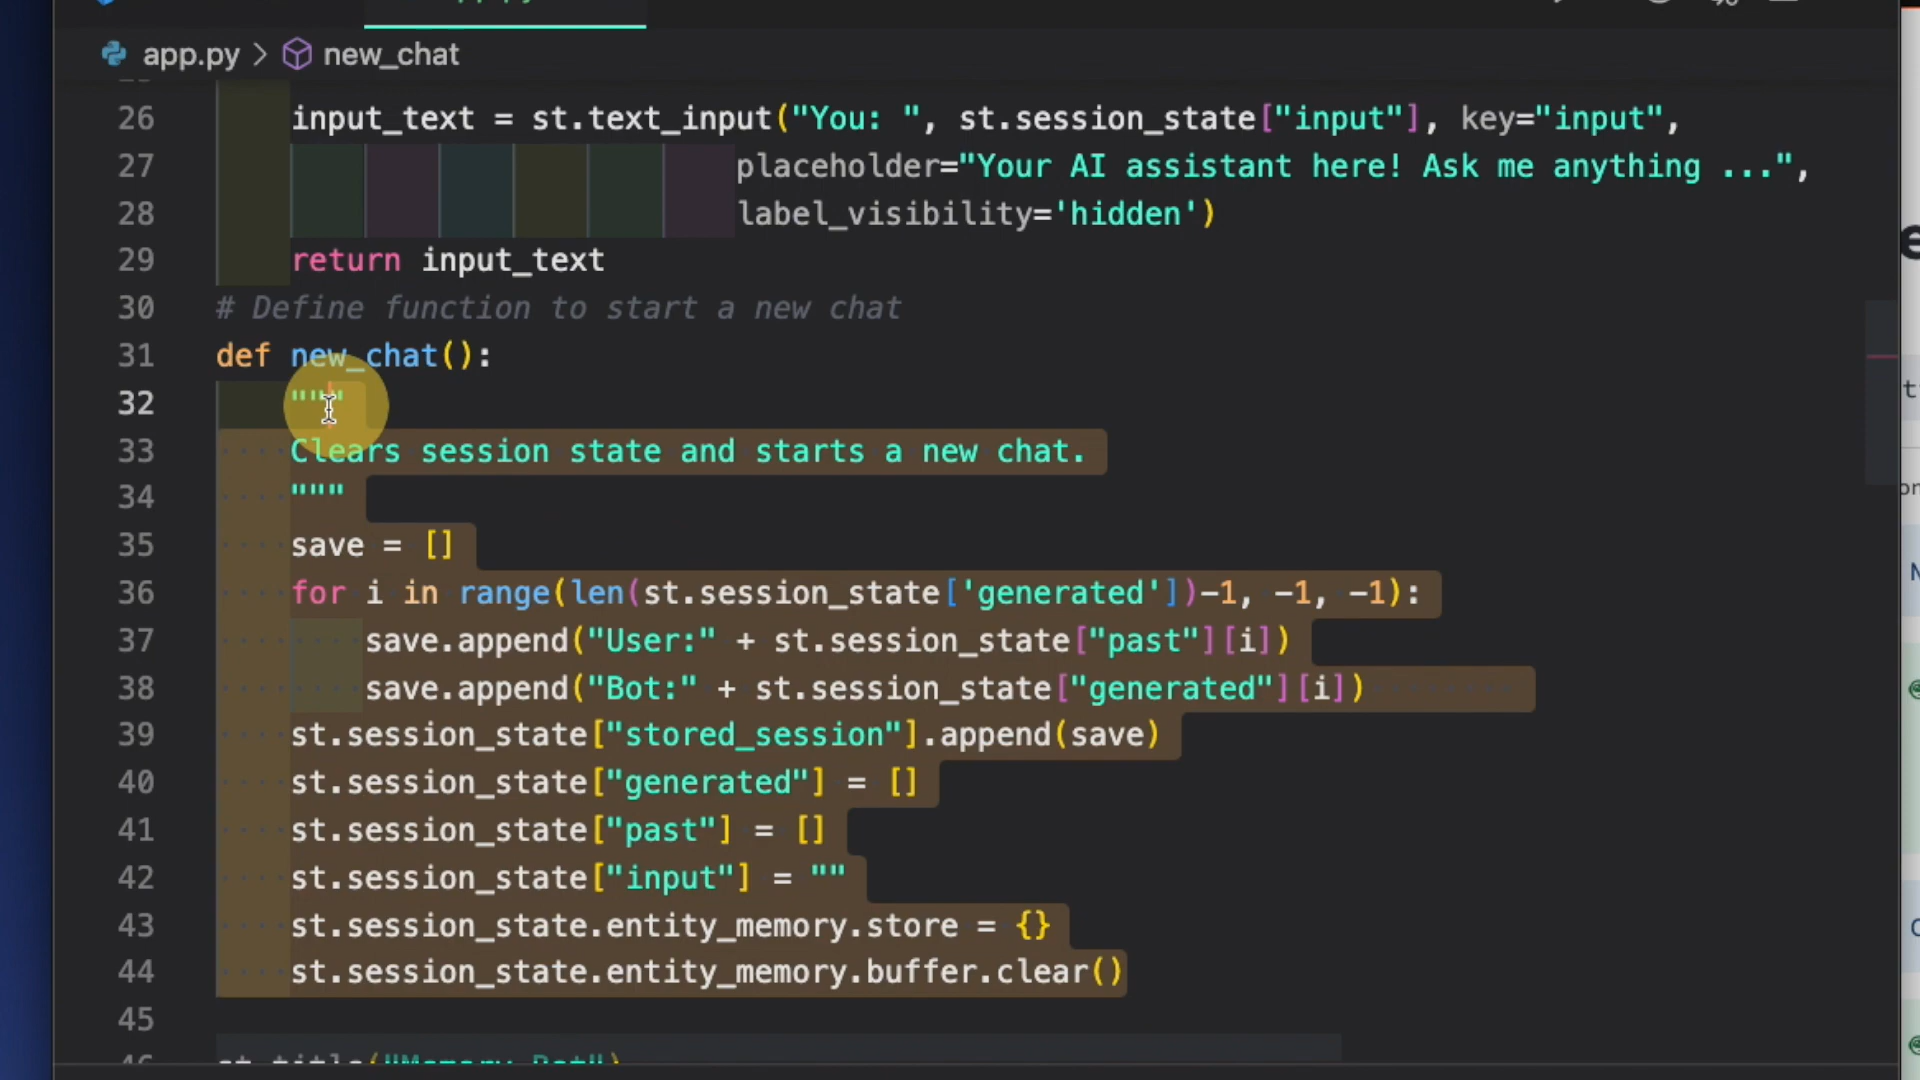 app.py > new_chat
26 input_text = st.text_input("You: ", st.session_state["input"], key="input",
27 placeholder="Your AI assistant here! Ask me anything ...",
28 label_visibility='hidden')
29 return input_text
30 # Define function to start a new chat
31 def new_chat():
32 """
33 Clears session state and starts a new chat.
34 """
35 save = []
36 for i in range(len(st.session_state['generated'])-1, -1, -1):
37 save.append("User:" + st.session_state["past"][i])
38 save.append("Bot:" + st.session_state["generated"][i])
39 st.session_state["stored_session"].append(save)
40 st.session_state["generated"] = []
41 st.session_state["past"] = []
42 st.session_state["input"] = ""
43 st.session_state.entity_memory.store = {}
44 st.session_state.entity_memory.buffer.clear()
45
46 st.title("Memory Bot")